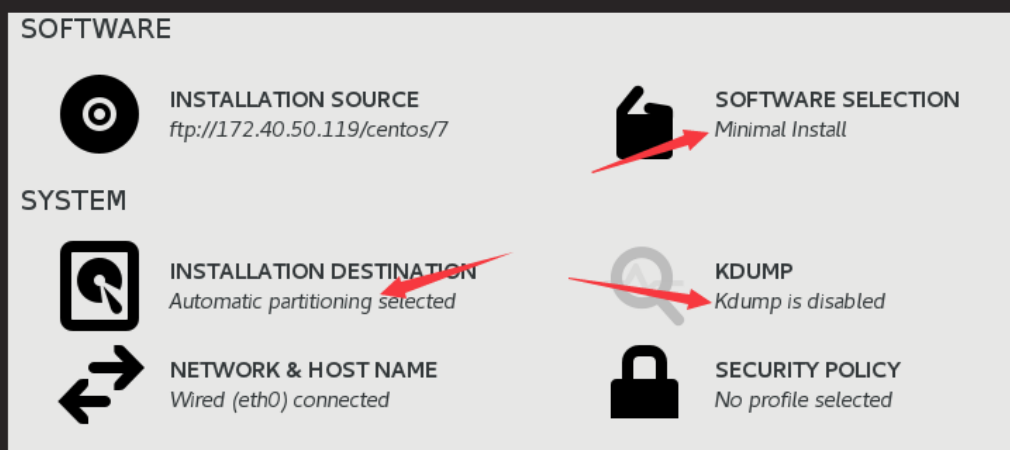 SOFTWARE
INSTALLATION SOURCE
ftp://172.40.50.119/centos/7
SOFTWARE SELECTION
Minimal Install
SYSTEM
INSTALLATION DESTINATION
Automatic partitioning selected
KDUMP
Kdump is disabled
NETWORK & HOST NAME
Wired (eth0) connected
SECURITY POLICY
No profile selected